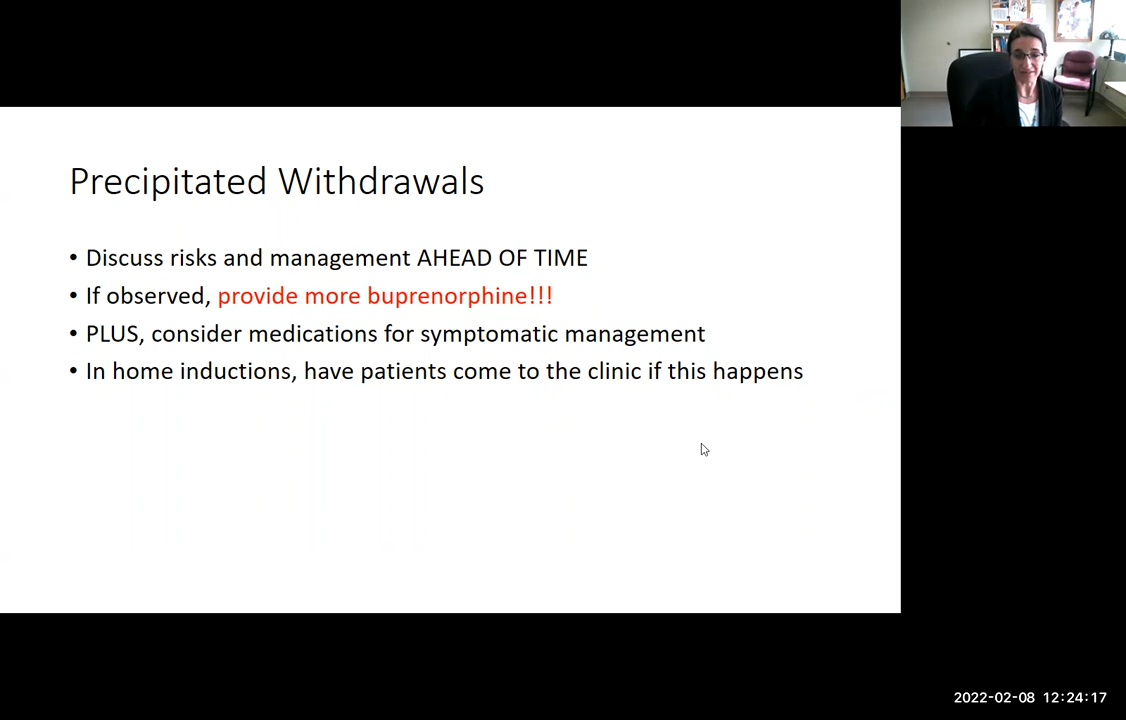 Precipitated Withdrawals
• Discuss risks and management AHEAD OF TIME
• If observed, provide more buprenorphine!!!
• PLUS, consider medications for symptomatic management
• In home inductions, have patients come to the clinic if this happens
2022-02-08 12:24:17